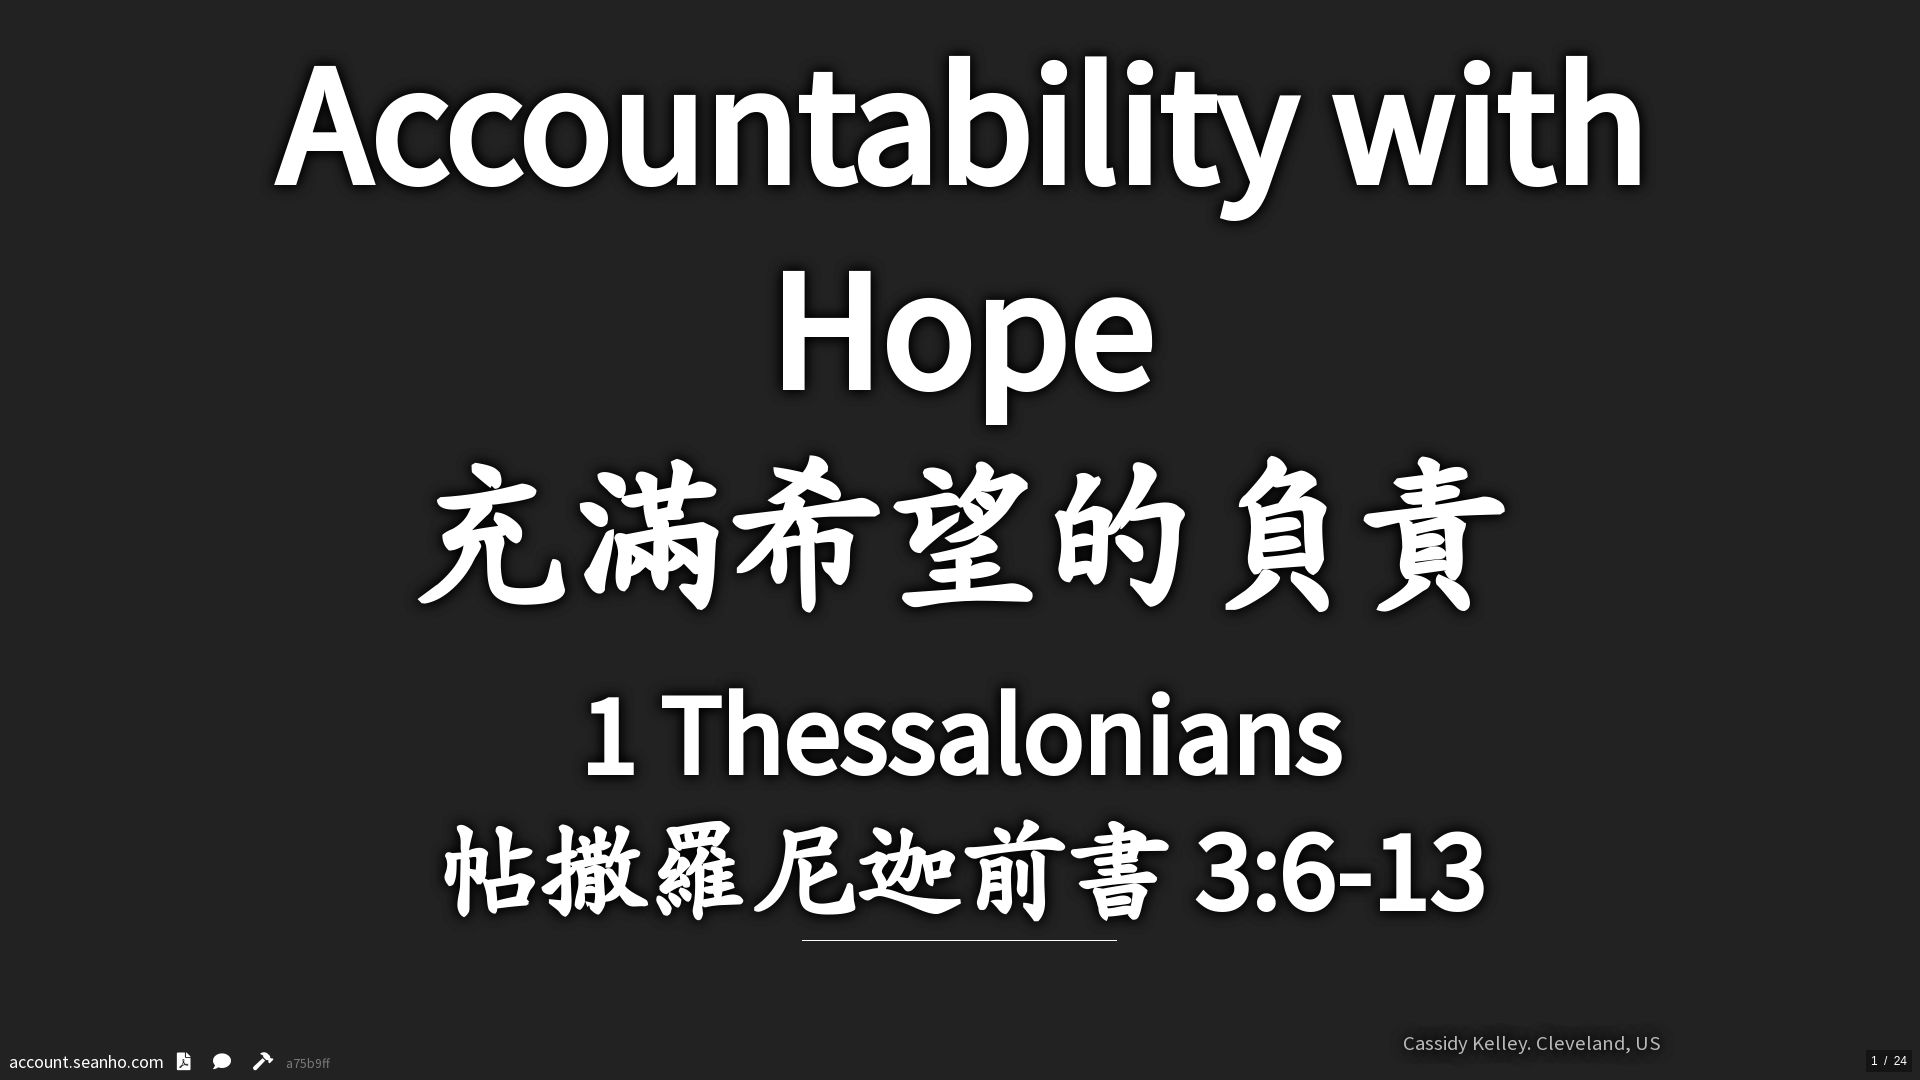 Accountability with
Hope
充滿希望的負責
1 Thessalonians
帖撒羅尼迦前書 3:6-13
Cassidy Kelley. Cleveland, US
account.seanho.com a75b9ff
1 / 24